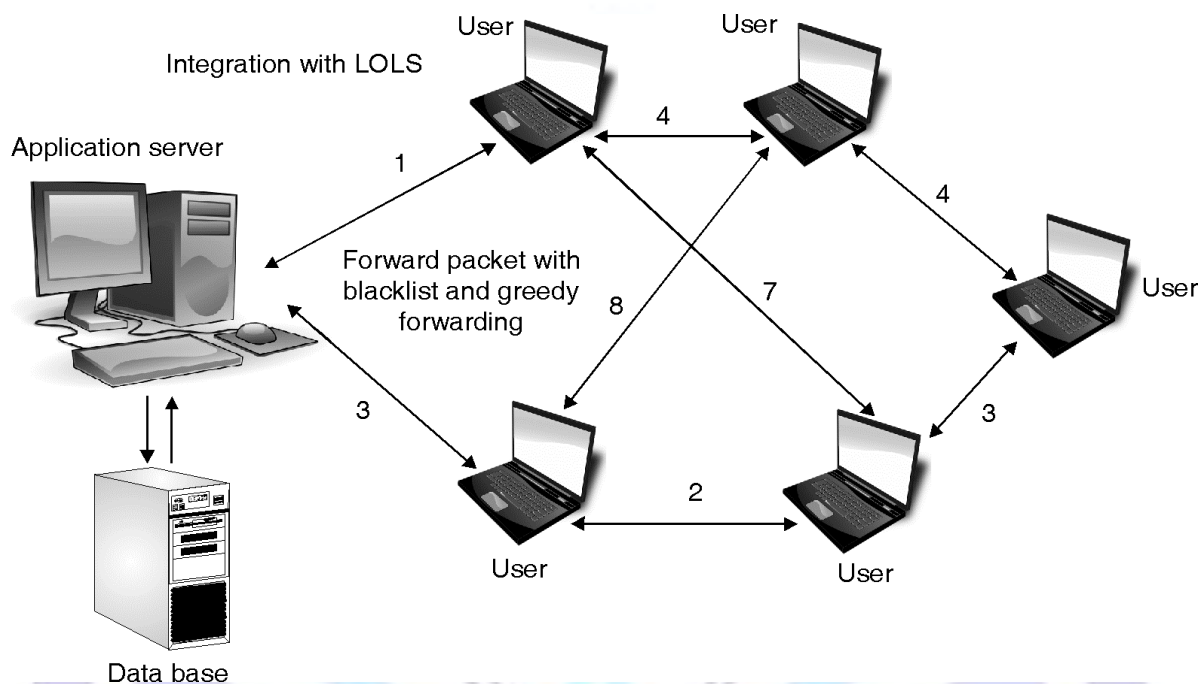 User
User
Integration with LOLS
4
Application server
1
4
Forward packet with
blacklist and greedy
forwarding
8
7
User
3
3
2
User
User
Data base